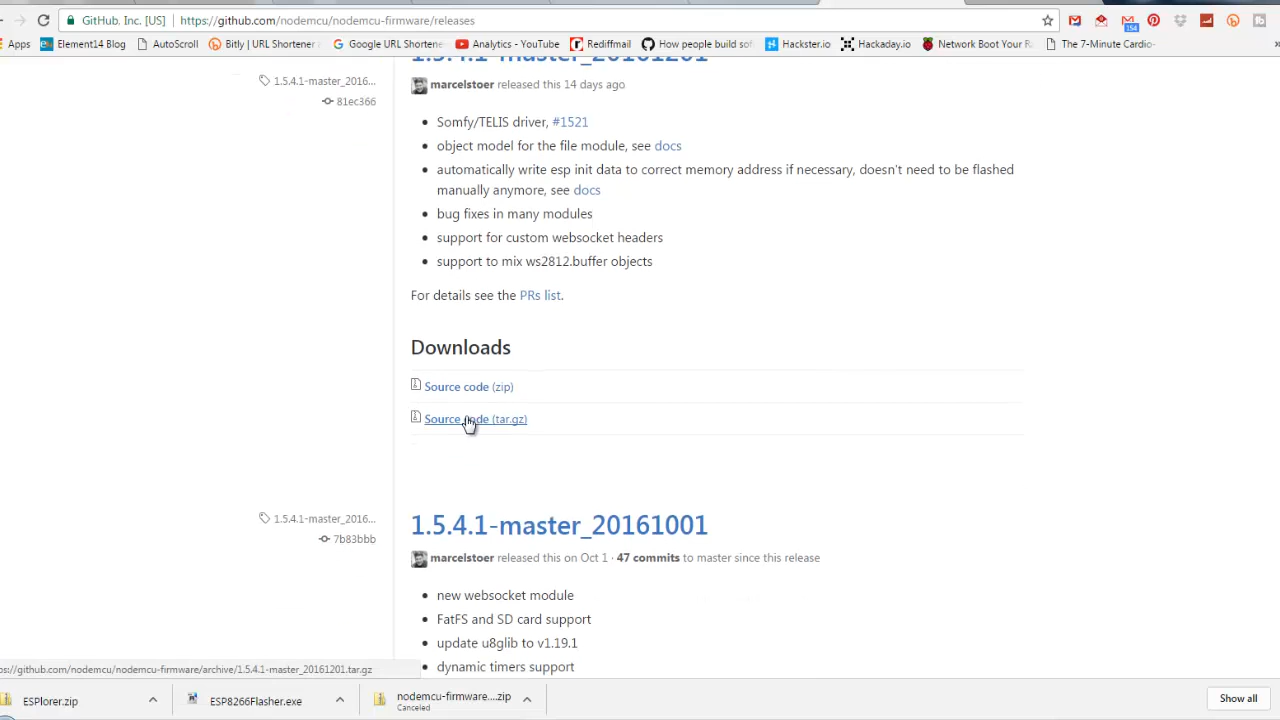 GitHub, Inc. [US]
https://github.com/nodemcu/nodemcu-firmware/releases
154
Apps
Element14 Blog
AutoScroll
Bitly | URL Shortener
Google URL Shortene
Analytics - YouTube
Rediffmail
How people build sof
Hackster.io
Hackaday.io
Network Boot Your R
The 7-Minute Cardio-
1.5.4.1-master_20161201
1.5.4.1-master_2016...
marcelstoer released this 14 days ago
81ec366
Somfy/TELIS driver, #1521
object model for the file module, see docs
automatically write esp init data to correct memory address if necessary, doesn't need to be flashed
manually anymore, see docs
bug fixes in many modules
support for custom websocket headers
support to mix ws2812.buffer objects
For details see the PRs list.
Downloads
Source code (zip)
Source code (tar.gz)
1.5.4.1-master_2016...
1.5.4.1-master_20161001
7b83bbb
marcelstoer released this on Oct 1 · 47 commits to master since this release
new websocket module
FatFS and SD card support
update u8glib to v1.19.1
dynamic timers support
ps://github.com/nodemcu/nodemcu-firmware/archive/1.5.4.1-master_20161201.tar.gz
ESPlorer.zip
ESP8266Flasher.exe
nodemcu-firmware....zip
Canceled
Show all